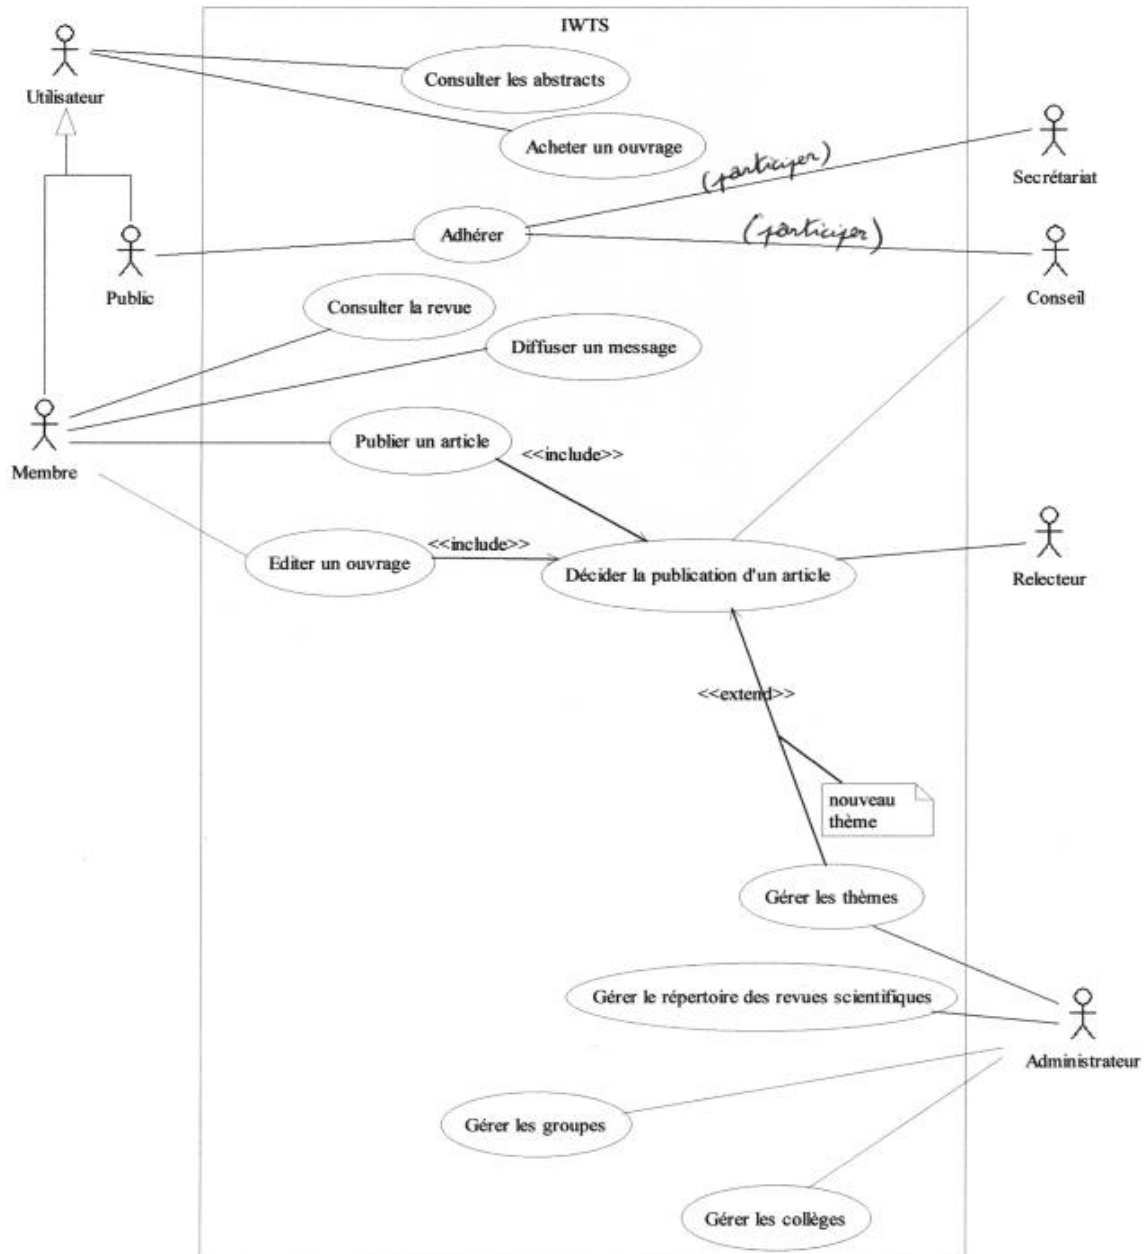 IWTS
Utilisateur
Consulter les abstracts
Acheter un ouvrage
(participer)
Secrétariat
Adhérer
(participer)
Public
Conseil
Consulter la revue
Diffuser un message
Membre
Publier un article
<<include>>
Editer un ouvrage
<<include>>
Décider la publication d'un article
Relecteur
<<extend>>
nouveau
thème
Gérer les thèmes
Gérer le répertoire des revues scientifiques
Administrateur
Gérer les groupes
Gérer les collèges